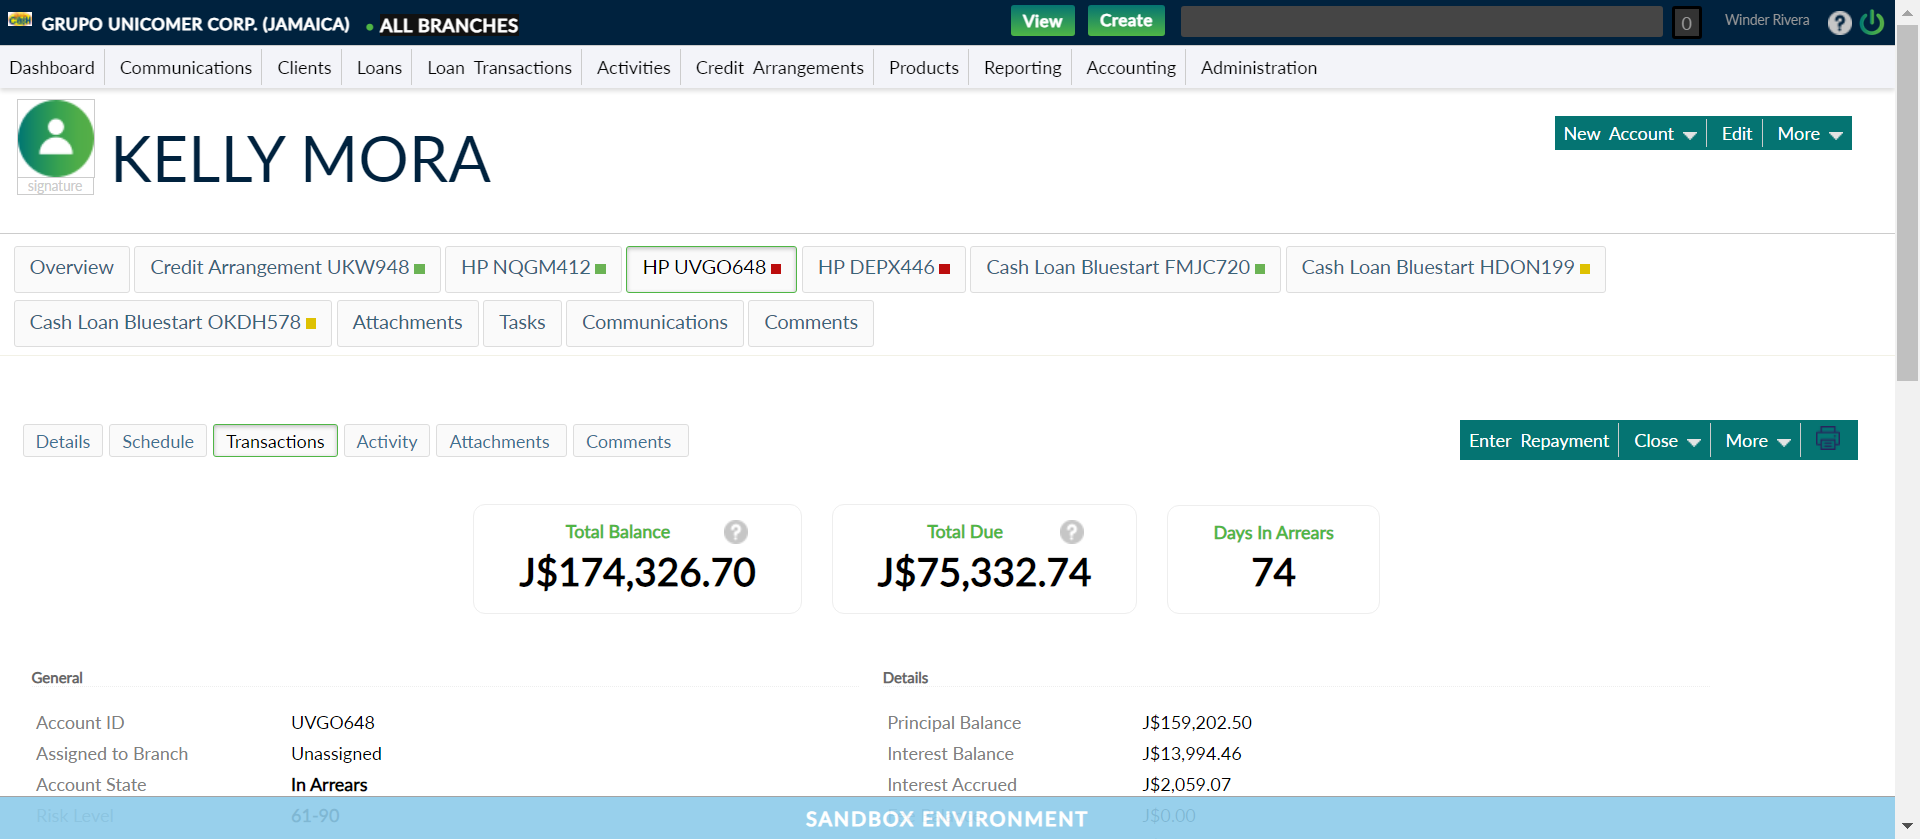 CASH GRUPO UNICOMER CORP. (JAMAICA) • ALL BRANCHES View Create 0 Winder Rivera ?
Dashboard Communications Clients Loans Loan Transactions Activities Credit Arrangements Products Reporting Accounting Administration
signature
KELLY MORA
New Account Edit More
Overview Credit Arrangement UKW948 HP NQGM412 HP UVGO648 HP DEPX446 Cash Loan Bluestart FMJC720 Cash Loan Bluestart HDON199
Cash Loan Bluestart OKDH578 Attachments Tasks Communications Comments
Details Schedule Transactions Activity Attachments Comments Enter Repayment Close More
Total Balance ? Total Due ? Days In Arrears
J$174,326.70 J$75,332.74 74
General Details
Account ID UVGO648 Principal Balance J$159,202.50
Assigned to Branch Unassigned Interest Balance J$13,994.46
Account State In Arrears Interest Accrued J$2,059.07
Risk Level 61-90 J$0.00
SANDBOX ENVIRONMENT